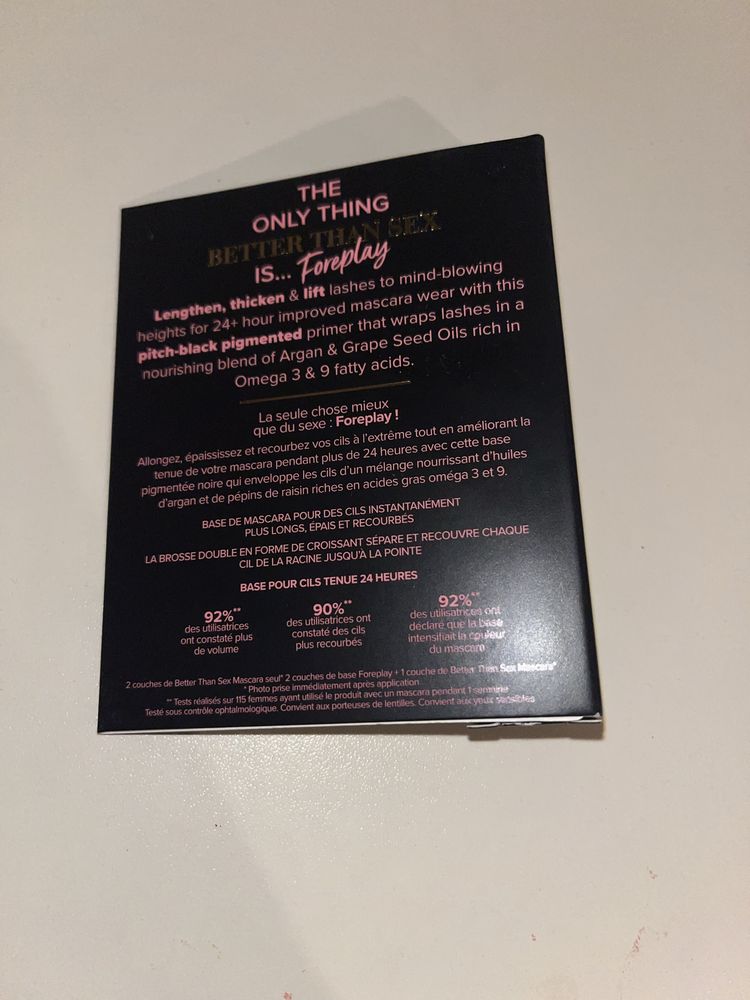 THE
ONLY THING
BETTER THAN SEX
IS... Foreplay
Lengthen, thicken & lift lashes to mind-blowing
heights for 24+ hour improved mascara wear with this
pitch-black pigmented primer that wraps lashes in a
nourishing blend of Argan & Grape Seed Oils rich in
Omega 3 & 9 fatty acids.
La seule chose mieux
que du sexe : Foreplay !
Allongez, épaississez et recourbez vos cils à l'extrême tout en améliorant la
tenue de votre mascara pendant plus de 24 heures avec cette base
pigmentée noire qui enveloppe les cils d'un mélange nourrissant d'huiles
d'argan et de pépins de raisin riches en acides gras oméga 3 et 9.
BASE DE MASCARA POUR DES CILS INSTANTANÉMENT
PLUS LONGS, ÉPAIS ET RECOURBÉS
LA BROSSE DOUBLE EN FORME DE CROISSANT SÉPARE ET RECOUVRE CHAQUE
CIL DE LA RACINE JUSQU'À LA POINTE
BASE POUR CILS TENUE 24 HEURES
92%**
des utilisatrices
ont constaté plus
de volume
90%**
des utilisatrices ont
constaté des cils
plus recourbés
92%**
des utilisatrices ont
déclaré que la base
intensifiait la couleur
du mascara
2 couches de Better Than Sex Mascara seul* 2 couches de base Foreplay + 1 couche de Better Than Sex Mascara*
* Photo prise immédiatement après application
** Tests réalisés sur 115 femmes ayant utilisé le produit avec un mascara pendant 1 semaine
Testé sous contrôle ophtalmologique. Convient aux porteuses de lentilles. Convient aux yeux sensibles